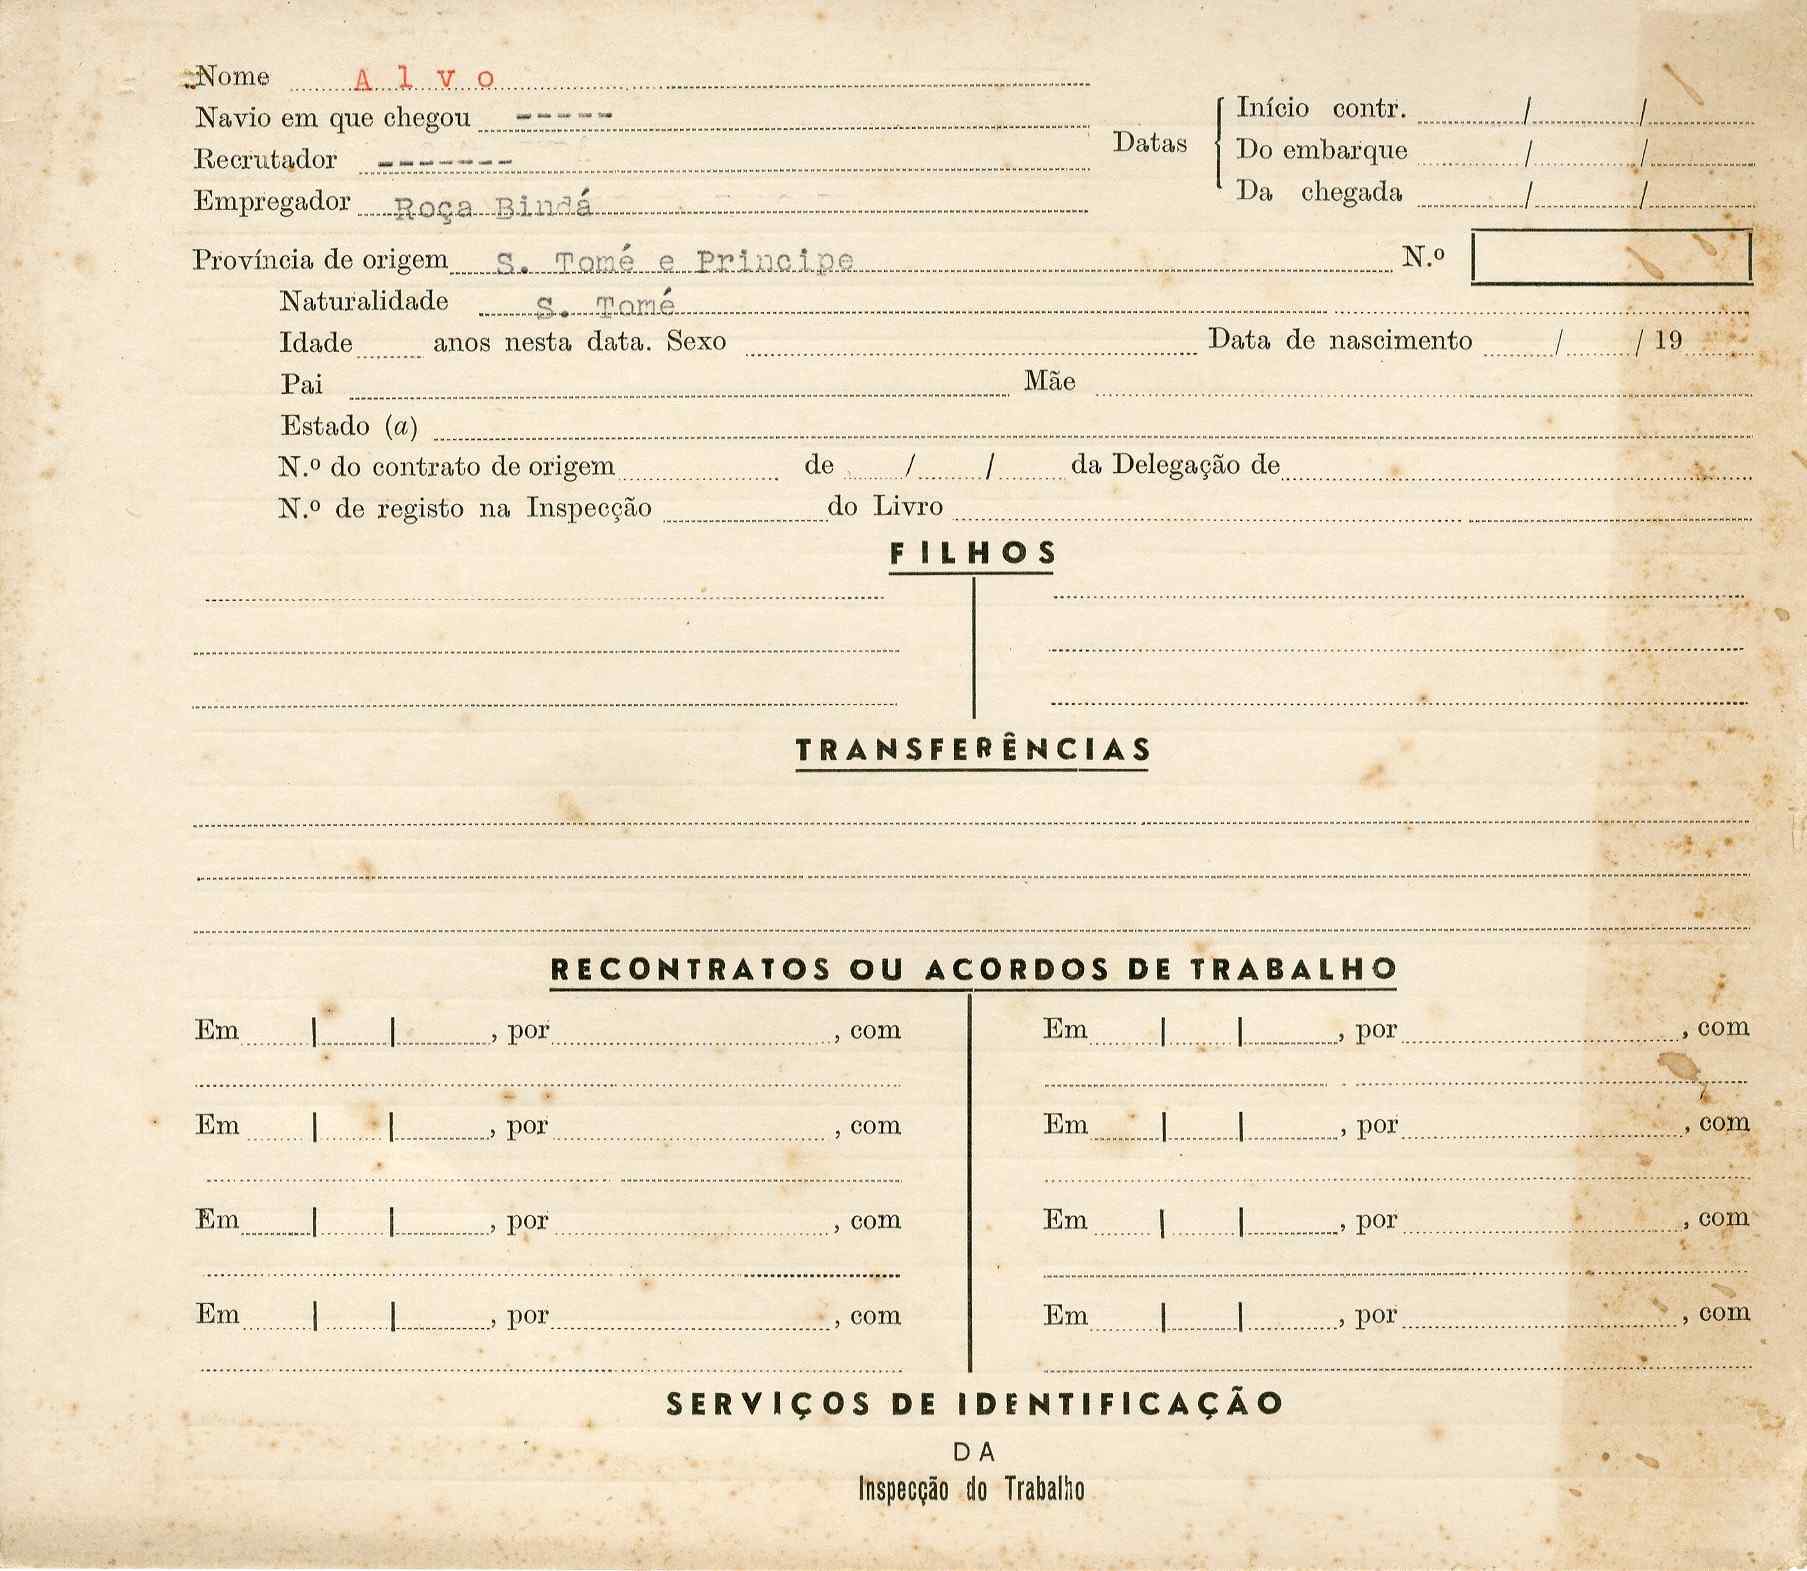 Nome A l v o
Navio em que chegou -----
Recrutador -------
Empregador Roça Bindá
Datas
Início contr. / /
Do embarque / /
Da chegada / /
Província de origem S. Tomé e Principe N.º
Naturalidade S. Tomé
Idade anos nesta data. Sexo Data de nascimento / / 19
Pai Mãe
Estado (a)
N.º do contrato de origem de / / da Delegação de
N.º de registo na Inspecção do Livro
FILHOS
TRANSFERÊNCIAS
RECONTRATOS OU ACORDOS DE TRABALHO
Em | | , por , com Em | | , por , com
Em | | , por , com Em | | , por , com
Em | | , por , com Em | | , por , com
Em | | , por , com Em | | , por , com
SERVIÇOS DE IDENTIFICAÇÃO
DA
Inspecção do Trabalho